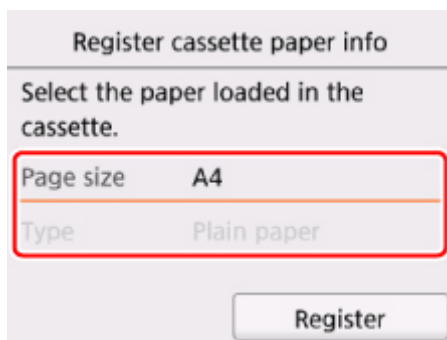 Register cassette paper info
Select the paper loaded in the
cassette.
Page size A4
Type Plain paper
Register